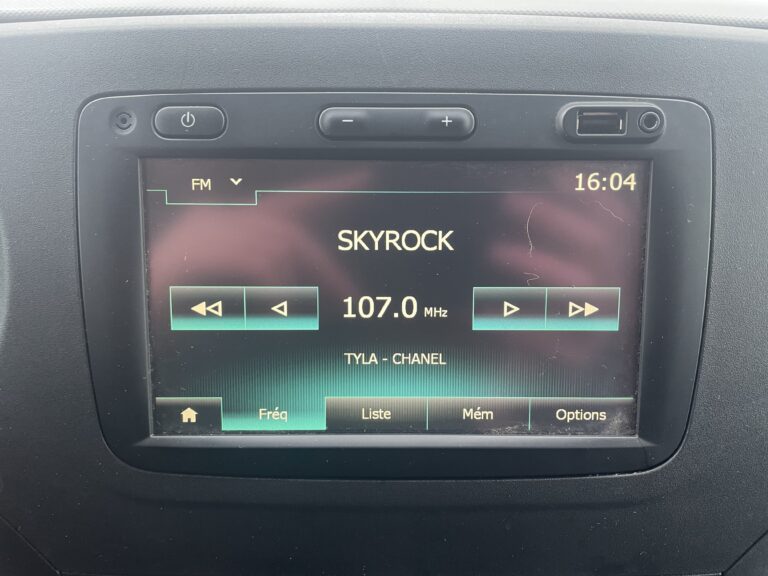 FM
16:04
SKYROCK
107.0 MHz
TYLA - CHANEL
Fréq Liste Mém Options